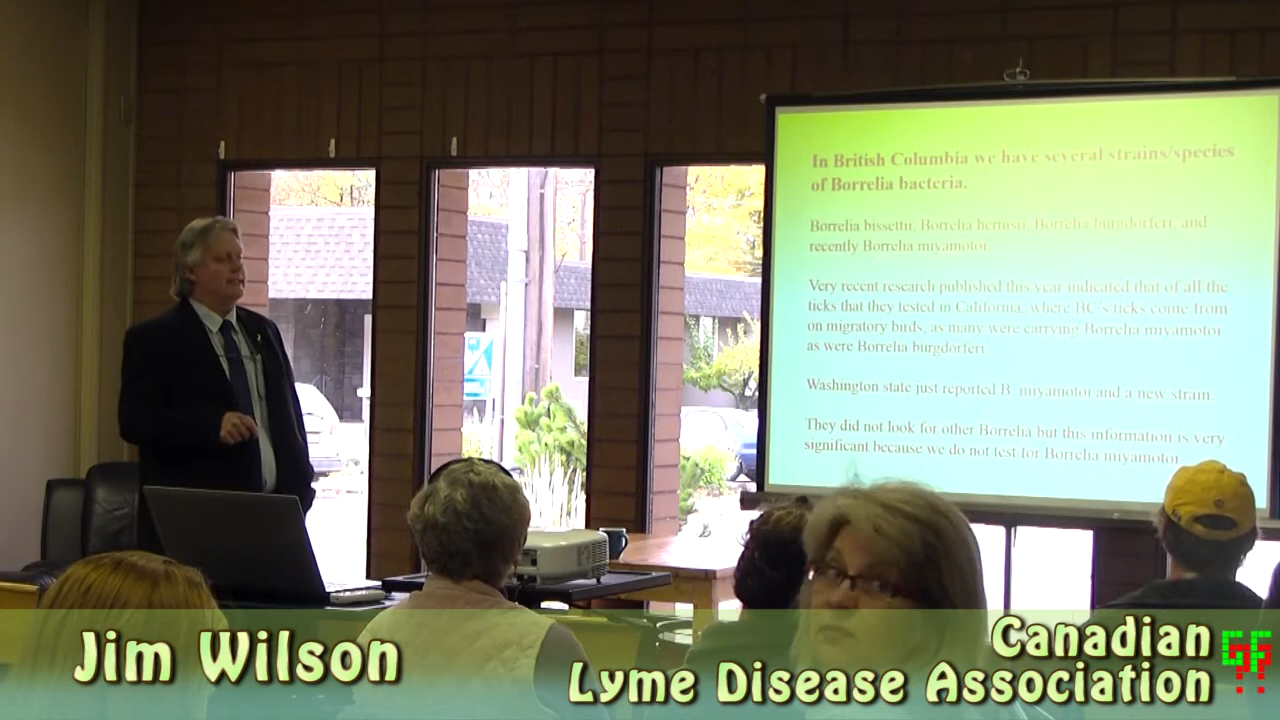 In British Columbia we have several strains/species
of Borrelia bacteria.
Borrelia bissettii, Borrelia hermsii, Borrelia burgdorferi, and
recently Borrelia miyamotoi.
Very recent research published this year indicated that of all the
ticks that they tested in California, where BC's ticks come from
on migratory birds, as many were carrying Borrelia miyamotoi
as were Borrelia burgdorferi.
Washington state just reported B. miyamotoi and a new strain.
They did not look for other Borrelia but this information is very
significant because we do not test for Borrelia miyamotoi.
Jim Wilson
Canadian
Lyme Disease Association